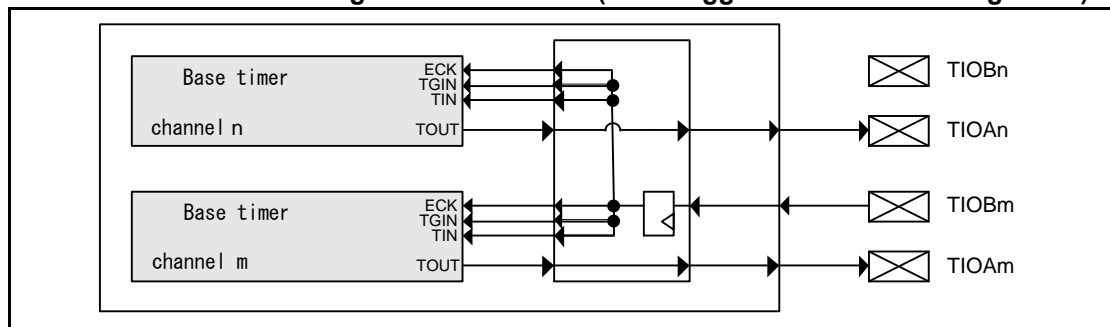 Base timer
ECK
TGIN
TIN
channel n
TOUT
TIOBn
TIOAn
Base timer
ECK
TGIN
TIN
channel m
TOUT
TIOBm
TIOAm